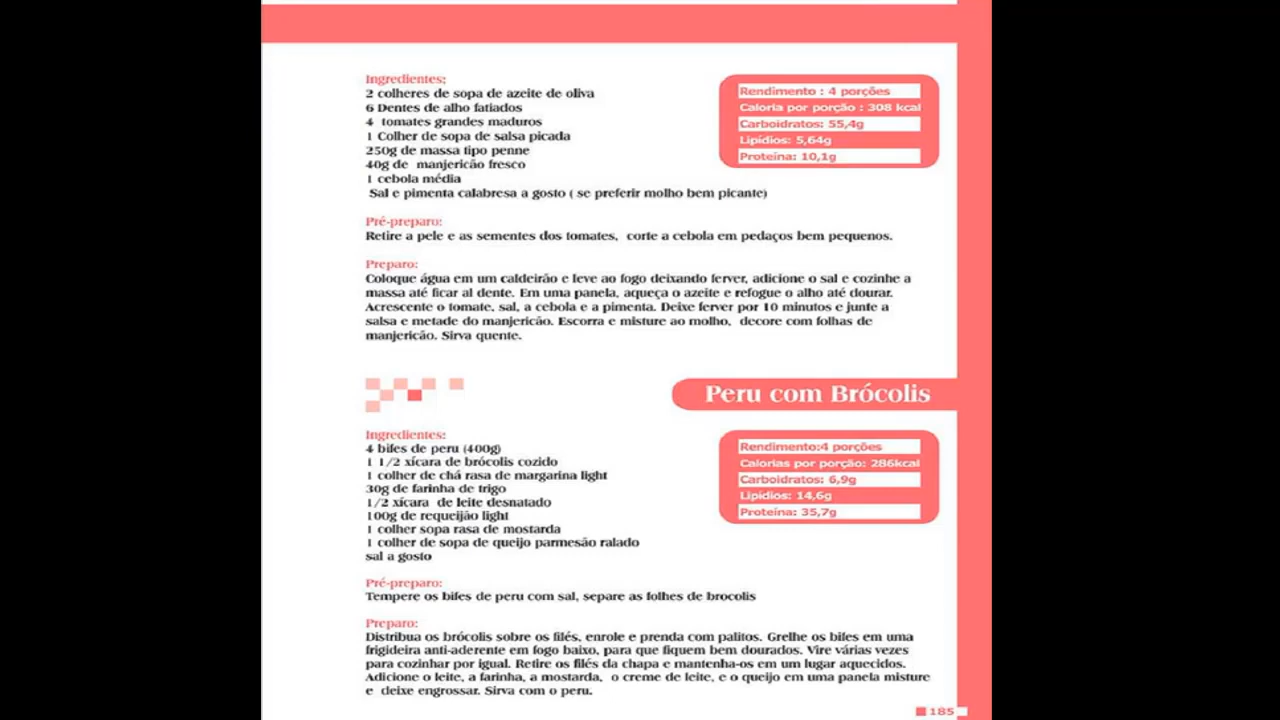 Ingredientes:
2 colheres de sopa de azeite de oliva
6 Dentes de alho fatiados
4 tomates grandes maduros
1 Colher de sopa de salsa picada
250g de massa tipo penne
40g de manjericão fresco
1 cebola média
Sal e pimenta calabresa a gosto ( se preferir molho bem picante)
Rendimento : 4 porções
Caloria por porção : 308 kcal
Carboidratos: 55,4g
Lipídios: 5,64g
Proteína: 10,1g
Pré-preparo:
Retire a pele e as sementes dos tomates, corte a cebola em pedaços bem pequenos.
Preparo:
Coloque água em um caldeirão e leve ao fogo deixando ferver, adicione o sal e cozinhe a
massa até ficar al dente. Em uma panela, aqueça o azeite e refogue o alho até dourar.
Acrescente o tomate, sal, a cebola e a pimenta. Deixe ferver por 10 minutos e junte a
salsa e metade do manjericão. Escorra e misture ao molho, decore com folhas de
manjericão. Sirva quente.
Peru com Brócolis
Ingredientes:
4 bifes de peru (400g)
1 1/2 xícara de brócolis cozido
1 colher de chá rasa de margarina light
30g de farinha de trigo
1/2 xícara de leite desnatado
100g de requeijão light
1 colher sopa rasa de mostarda
1 colher de sopa de queijo parmesão ralado
sal a gosto
Rendimento:4 porções
Calorias por porção: 286kcal
Carboidratos: 6,9g
Lipídios: 14,6g
Proteína: 35,7g
Pré-preparo:
Tempere os bifes de peru com sal, separe as folhes de brocolis
Preparo:
Distribua os brócolis sobre os filés, enrole e prenda com palitos. Grelhe os bifes em uma
frigideira anti-aderente em fogo baixo, para que fiquem bem dourados. Vire várias vezes
para cozinhar por igual. Retire os filés da chapa e mantenha-os em um lugar aquecidos.
Adicione o leite, a farinha, a mostarda, o creme de leite, e o queijo em uma panela misture
e deixe engrossar. Sirva com o peru.
185